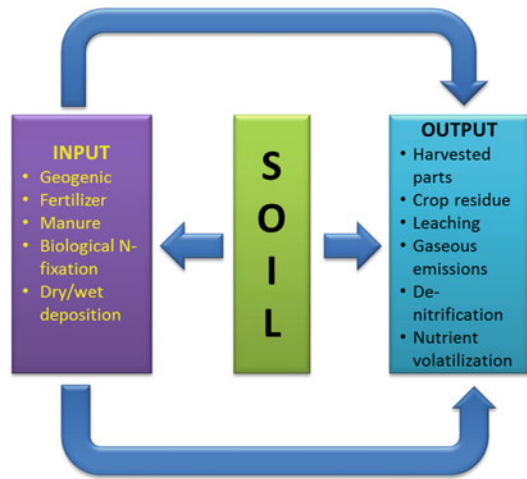 INPUT
• Geogenic
• Fertilizer
• Manure
• Biological N-
fixation
• Dry/wet
deposition
S
O
I
L
OUTPUT
• Harvested
parts
• Crop residue
• Leaching
• Gaseous
emissions
• De-
nitrification
• Nutrient
volatilization